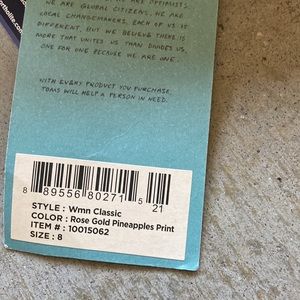 ARE OPTIMISTS.
WE ARE GLOBAL CITIZENS. WE ARE
LOCAL CHANGEMAKERS. EACH OF US IS
DIFFERENT, BUT WE BELIEVE THERE IS
MORE THAT UNITES US THAN DIVIDES US,
ONE FOR ONE BECAUSE WE ARE ONE.
WITH EVERY PRODUCT YOU PURCHASE,
TOMS WILL HELP A PERSON IN NEED.
8 89556 80271 5 21
STYLE : Wmn Classic
COLOR : Rose Gold Pineapples Print
ITEM # : 10015062
SIZE : 8